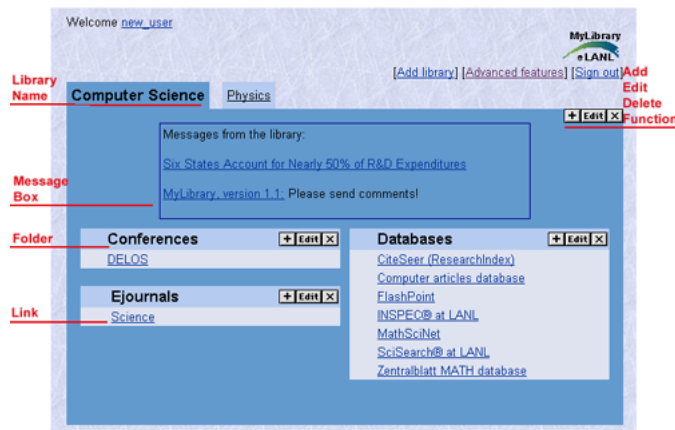 Welcome new_user
MyLibrary
@LANL
[Add library] [Advanced features] [Sign out]
Add
Edit
Delete
Function
Library
Name
Computer Science
Physics
+ Edit X
Messages from the library:
Six States Account for Nearly 50% of R&D Expenditures
MyLibrary, version 1.1: Please send comments!
Message
Box
Folder
Conferences
+ Edit X
DELOS
Ejournals
+ Edit X
Link
Science
Databases
+ Edit X
CiteSeer (ResearchIndex)
Computer articles database
FlashPoint
INSPEC® at LANL
MathSciNet
SciSearch® at LANL
Zentralblatt MATH database